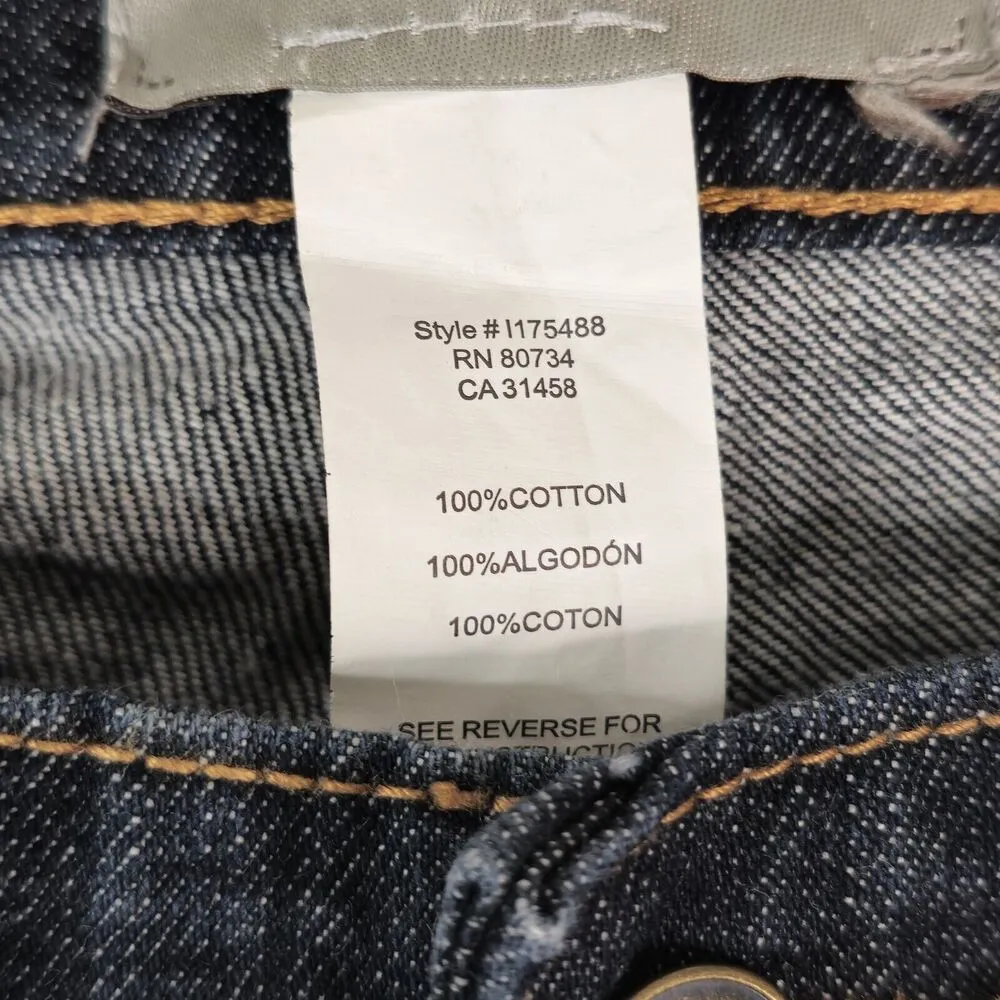 Style # I175488
RN 80734
CA 31458
100%COTTON
100%ALGODÓN
100%COTON
SEE REVERSE FOR